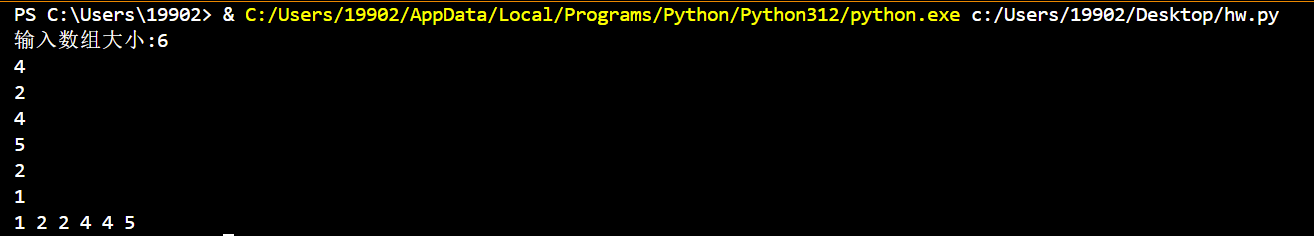 PS C:\Users\19902> & C:/Users/19902/AppData/Local/Programs/Python/Python312/python.exe c:/Users/19902/Desktop/hw.py
输入数组大小:6
4
2
4
5
2
1
1 2 2 4 4 5